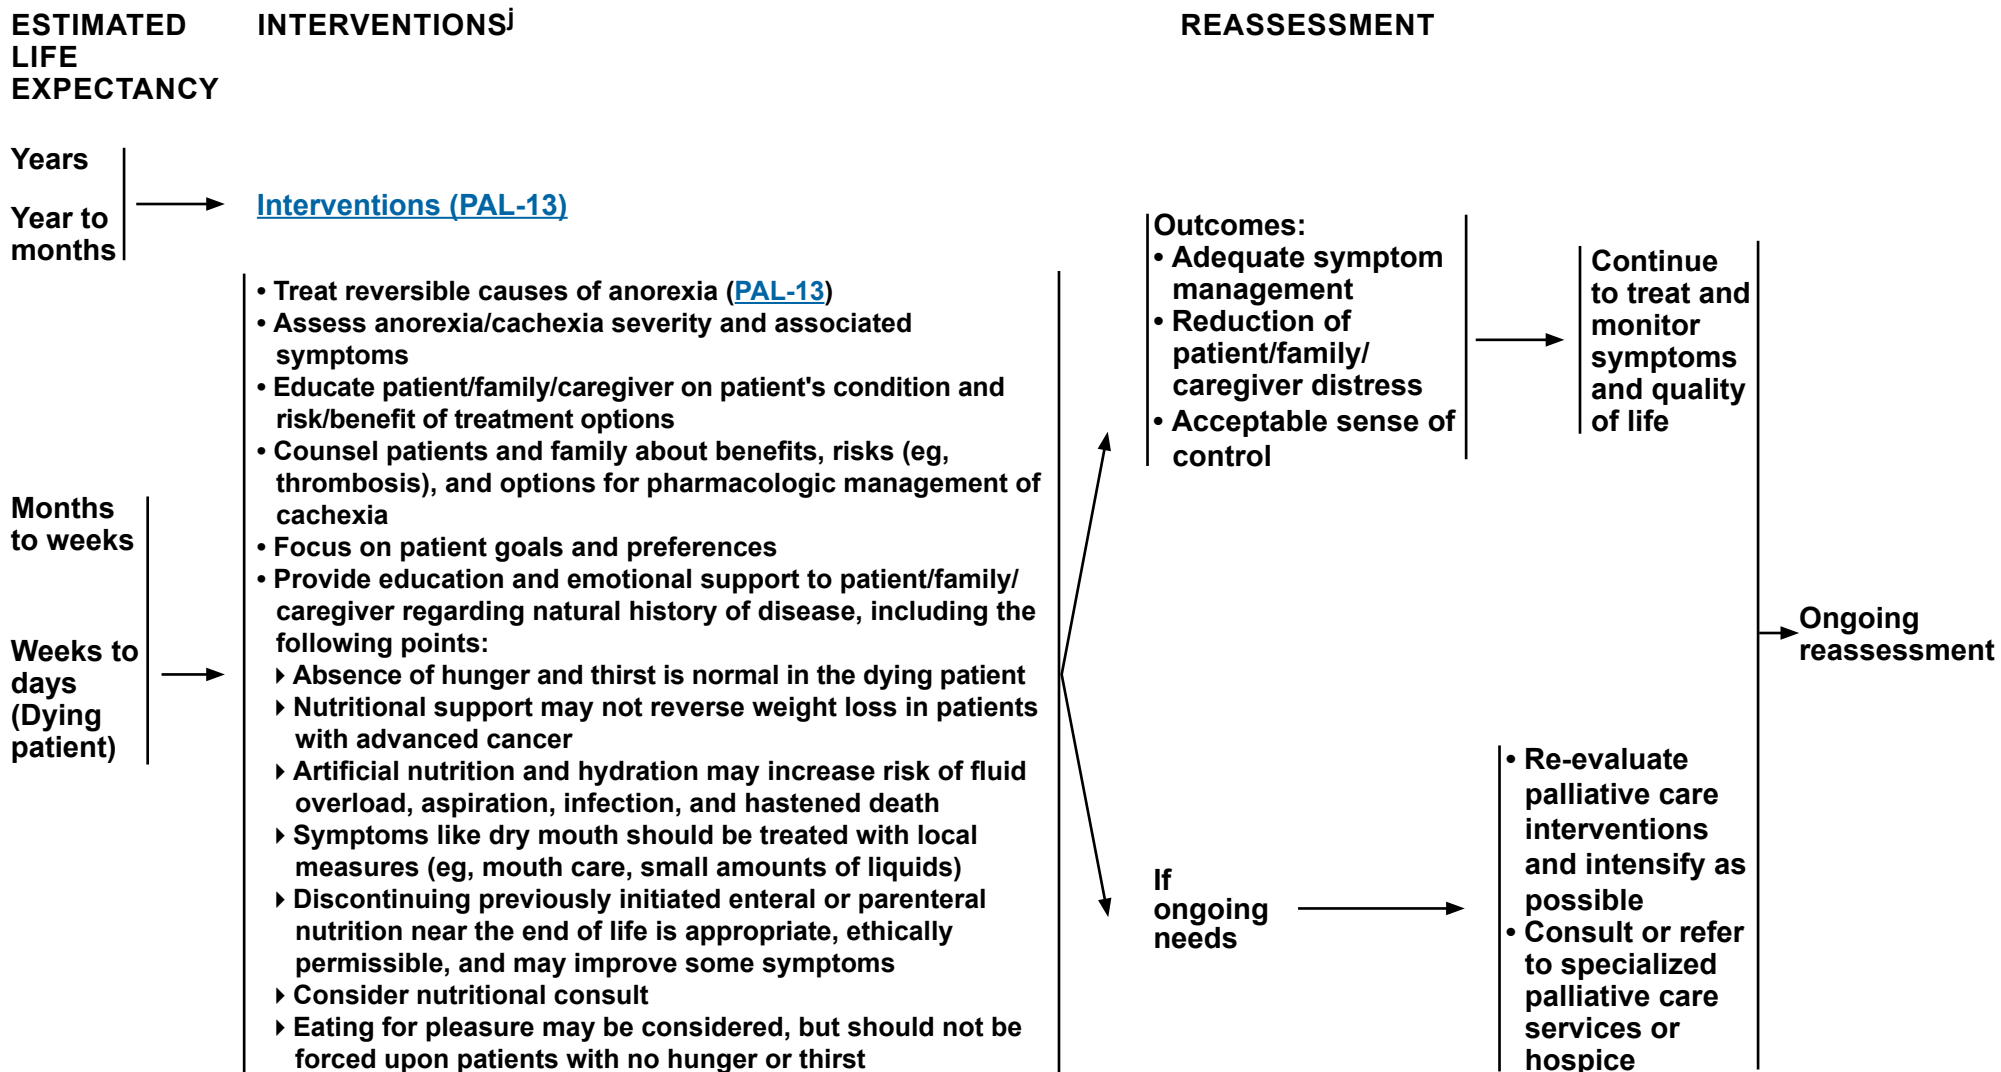 ESTIMATED
LIFE
EXPECTANCY
INTERVENTIONSj
REASSESSMENT
Years
Year to
months
Interventions (PAL-13)
Months
to weeks
Weeks to
days
(Dying
patient)
• Treat reversible causes of anorexia (PAL-13)
• Assess anorexia/cachexia severity and associated
symptoms
• Educate patient/family/caregiver on patient's condition and
risk/benefit of treatment options
• Counsel patients and family about benefits, risks (eg,
thrombosis), and options for pharmacologic management of
cachexia
• Focus on patient goals and preferences
• Provide education and emotional support to patient/family/
caregiver regarding natural history of disease, including the
following points:
▸ Absence of hunger and thirst is normal in the dying patient
▸ Nutritional support may not reverse weight loss in patients
with advanced cancer
▸ Artificial nutrition and hydration may increase risk of fluid
overload, aspiration, infection, and hastened death
▸ Symptoms like dry mouth should be treated with local
measures (eg, mouth care, small amounts of liquids)
▸ Discontinuing previously initiated enteral or parenteral
nutrition near the end of life is appropriate, ethically
permissible, and may improve some symptoms
▸ Consider nutritional consult
▸ Eating for pleasure may be considered, but should not be
forced upon patients with no hunger or thirst
Outcomes:
• Adequate symptom
management
• Reduction of
patient/family/
caregiver distress
• Acceptable sense of
control
Continue
to treat and
monitor
symptoms
and quality
of life
If
ongoing
needs
• Re-evaluate
palliative care
interventions
and intensify as
possible
• Consult or refer
to specialized
palliative care
services or
hospice
Ongoing
reassessment